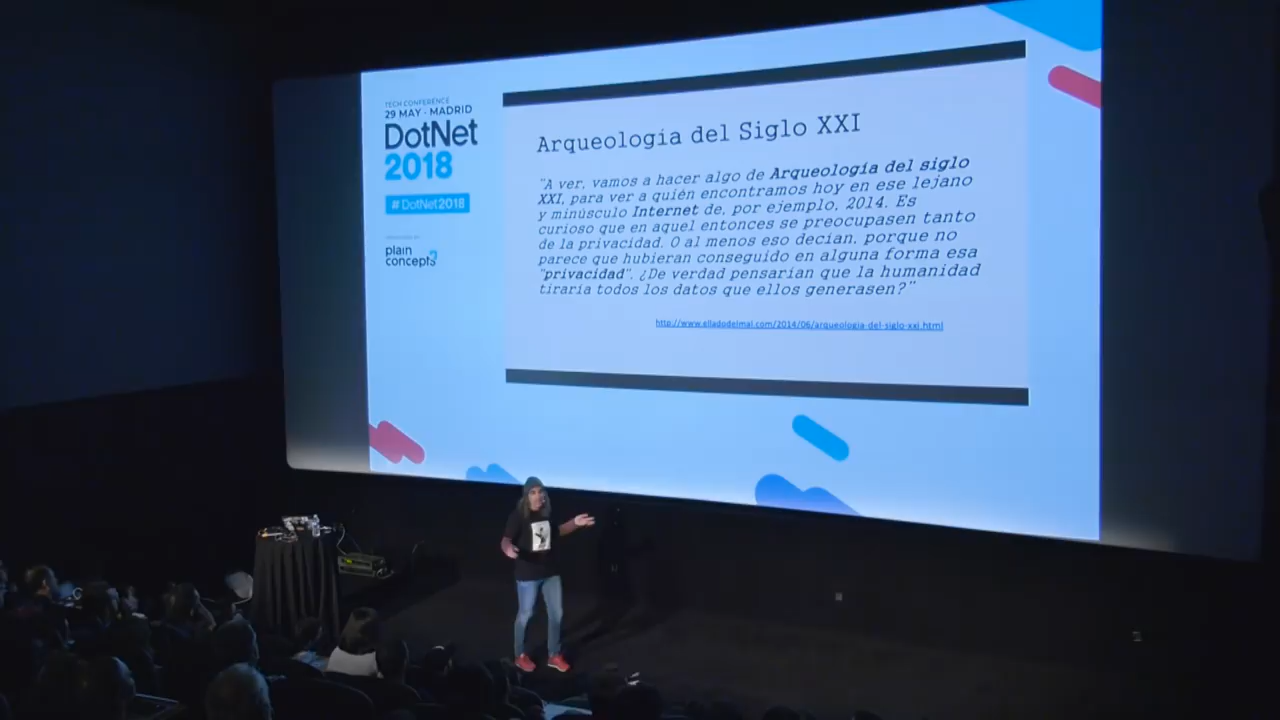 TECH CONFERENCE
29 MAY · MADRID
DotNet
2018
#DotNet2018
plain
concepts
Arqueologia del Siglo XXI
"A ver, vamos a hacer algo de Arqueología del siglo
XXI, para ver a quién encontramos hoy en ese lejano
y minúsculo Internet de, por ejemplo, 2014. Es
curioso que en aquel entonces se preocupasen tanto
de la privacidad. O al menos eso decían, porque no
parece que hubieran conseguido en alguna forma esa
"privacidad". ¿De verdad pensarían que la humanidad
tiraría todos los datos que ellos generasen?"
http://www.elladodelmal.com/2014/06/arqueologia-del-siglo-xxi.html